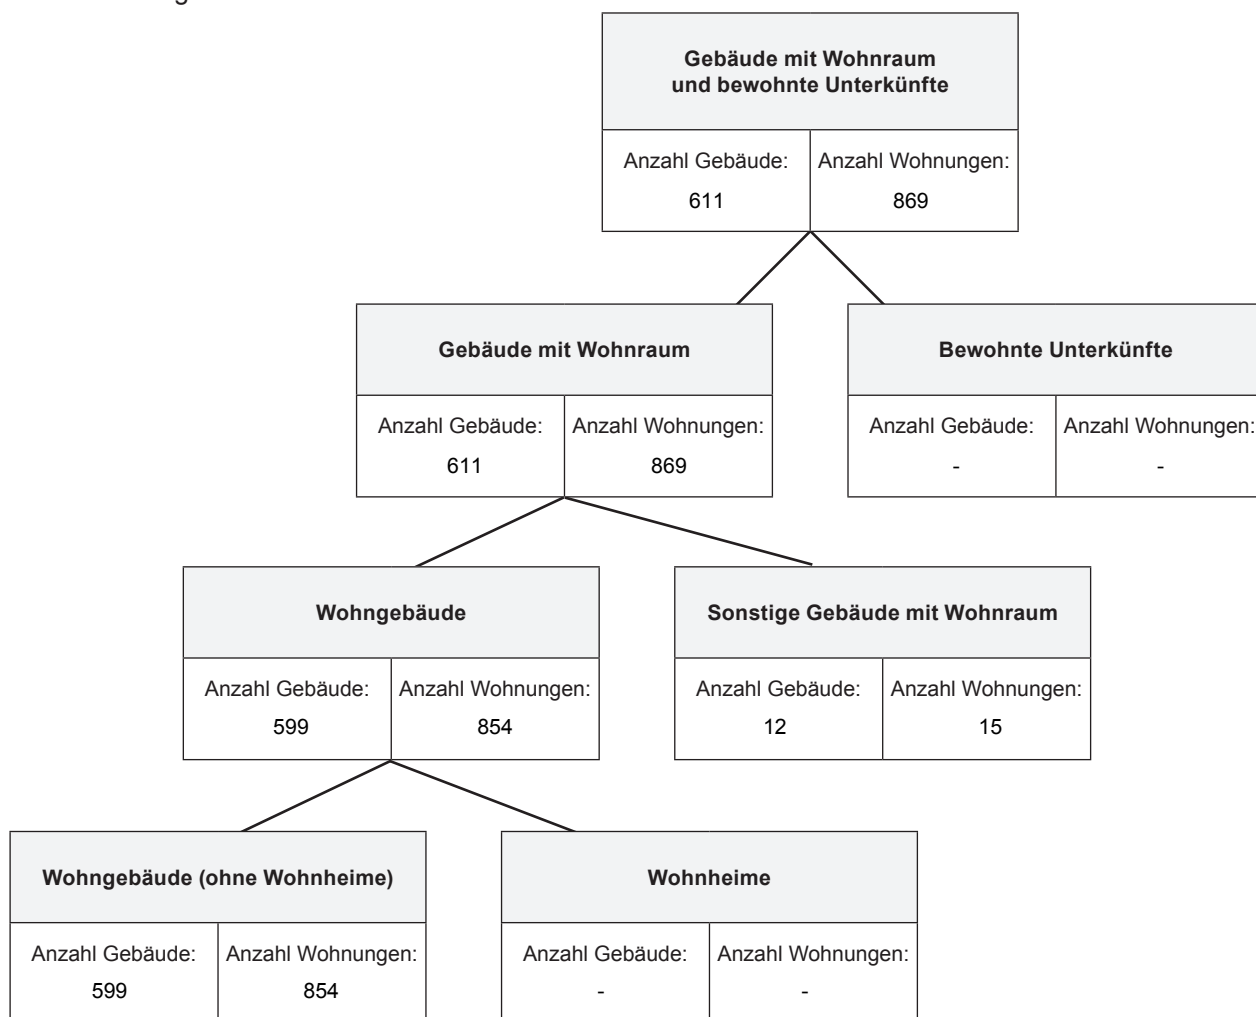 Gebäude mit Wohnraum
und bewohnte Unterkünfte
Anzahl Gebäude: Anzahl Wohnungen:
611 869
Gebäude mit Wohnraum
Anzahl Gebäude: Anzahl Wohnungen:
611 869
Bewohnte Unterkünfte
Anzahl Gebäude: Anzahl Wohnungen:
- -
Wohngebäude
Anzahl Gebäude: Anzahl Wohnungen:
599 854
Sonstige Gebäude mit Wohnraum
Anzahl Gebäude: Anzahl Wohnungen:
12 15
Wohngebäude (ohne Wohnheime)
Anzahl Gebäude: Anzahl Wohnungen:
599 854
Wohnheime
Anzahl Gebäude: Anzahl Wohnungen:
- -